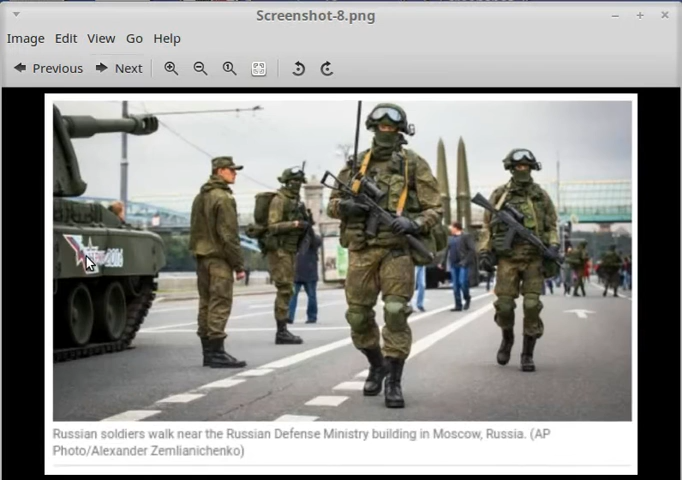 Screenshot-8.png
Image Edit View Go Help
Previous Next
Russian soldiers walk near the Russian Defense Ministry building in Moscow, Russia. (AP
Photo/Alexander Zemlianichenko)